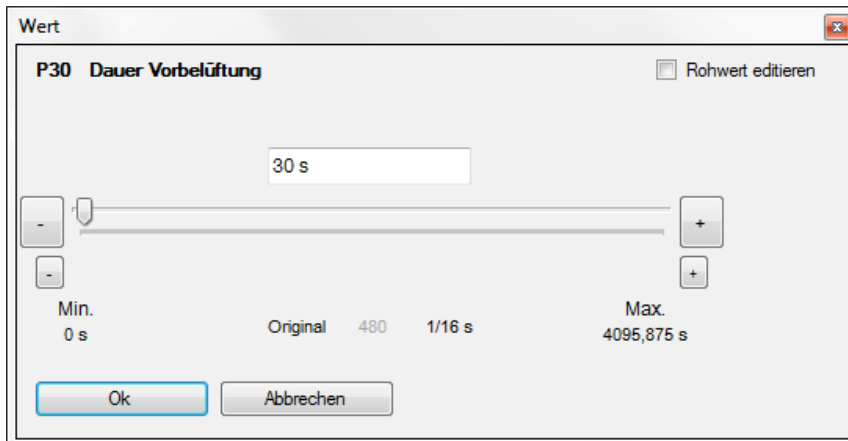 Wert
P30 Dauer Vorbelüftung
Rohwert editieren
30 s
- +
- +
Min. Max.
0 s Original 480 1/16 s 4095,875 s
Ok Abbrechen